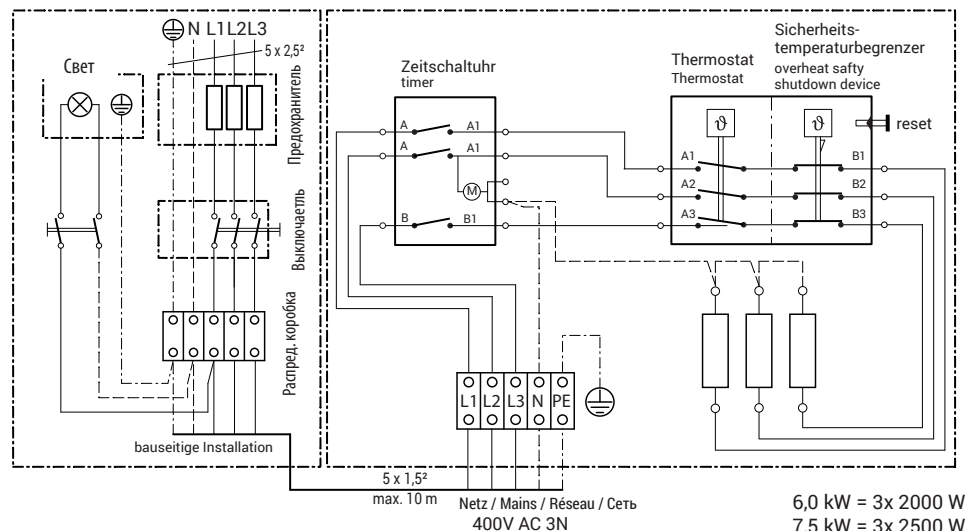 N L1L2L3
5 x 2,5²
Свет
Предохранитель
Выключаетль
Распред. коробка
bauseitige Installation
Zeitschaltuhr
timer
A
A1
A
A1
M
B
B1
Thermostat
Thermostat
Sicherheits-
temperaturbegrenzer
overheat safty
shutdown device
ϑ
ϑ
reset
A1
B1
A2
B2
A3
B3
L1 L2 L3 N PE
5 x 1,5²
max. 10 m
Netz / Mains / Réseau / Сеть
400V AC 3N
6,0 kW = 3x 2000 W
7,5 kW = 3x 2500 W